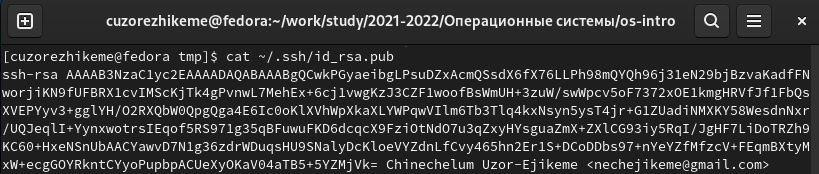 cuzorezhikeme@fedora:~/work/study/2021-2022/Операционные системы/os-intro
[cuzorezhikeme@fedora tmp]$ cat ~/.ssh/id_rsa.pub
ssh-rsa AAAAB3NzaC1yc2EAAAADAQABAAABgQCwkPGyaeibgLPsuDZxAcmQSsdX6fX76LLPh98mQYQh96j31eN29bjBzvaKadfFN
worjiKN9fUFBRX1cvIMScKjTk4gPvnwL7MehEx+6cj1vwgKzJ3CZF1woofBsWmUH+3zuW/swWpcv5oF7372xOE1kmgHRVfJf1FbQs
XVEPYyv3+gglYH/O2RXQbW0QpgQga4E6Ic0oKlXVhWpXkaXLYWPqwVIlm6Tb3Tlq4kxNsyn5ysT4jr+G1ZUadiNMXKY58WesdnNxr
/UQJeqlI+YynxwotrsIEqof5RS971g35qBFuwuFKD6dcqcX9FziOtNdO7u3qZxyHYsguaZmX+ZXlCG93iy5RqI/JgHF7LiDoTRZh9
KC60+HxeNSnUbAACYawvD7N1g36zdrWDuqsHU9SNalyDcKloeVYZdnLfCvy465hn2Er1S+DCoDDbs97+nYeYZfMfzcV+FEqmBXtyM
xW+ecgGOYRkntCYyoPupbpACUeXyOKaV04aTB5+5YZMjVk= Chinechelum Uzor-Ejikeme <nechejikeme@gmail.com>